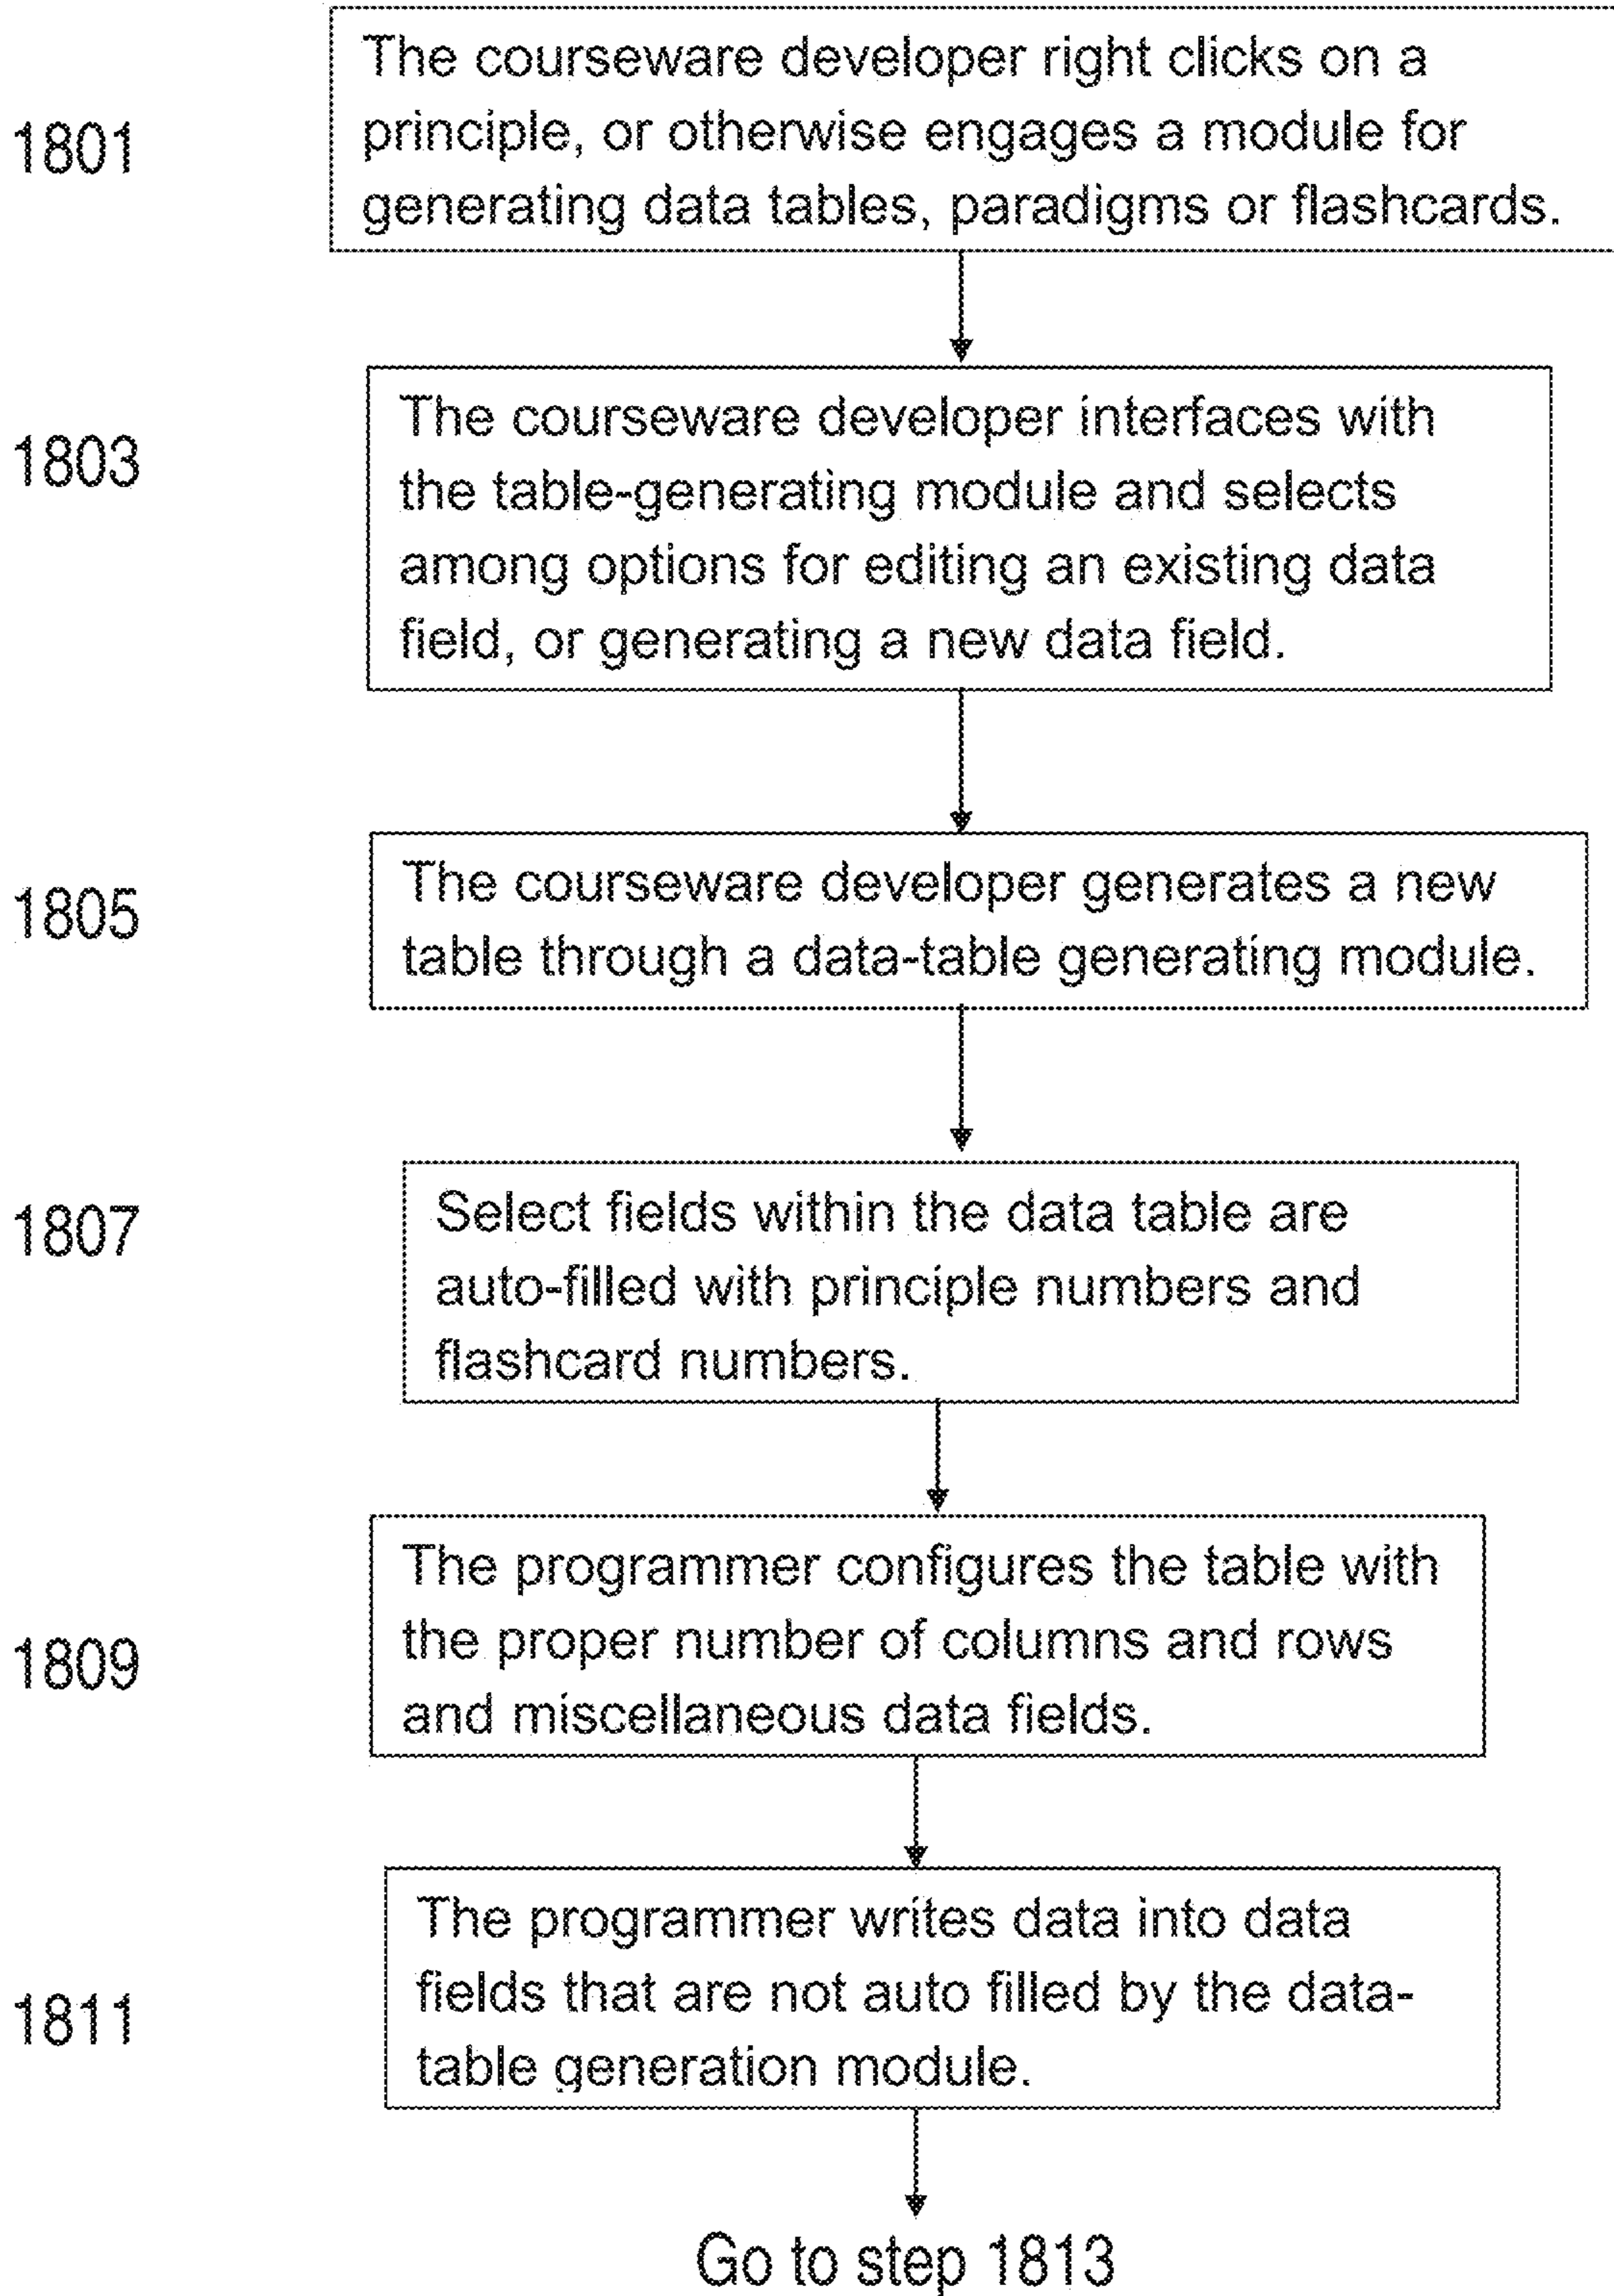 The courseware developer right clicks on a
1801
principle, or otherwise engages a module for
generating data tables, paradigms or flashcards.
The courseware developer interfaces with
1803
the table-generating module and selects
among options for editing an existing data
field, or generating a new data field.
The courseware developer generates a new
1805
table through a data-table generating module.
Select fields within the data table are
1807
auto-filled with principle numbers and
flashcard numbers.
The programmer configures the table with
1809
the proper number of columns and rows
and miscellaneous data fields.
The programmer writes data into data
1811
fields that are not auto filled by the data-
table generation module.
Go to step 1813